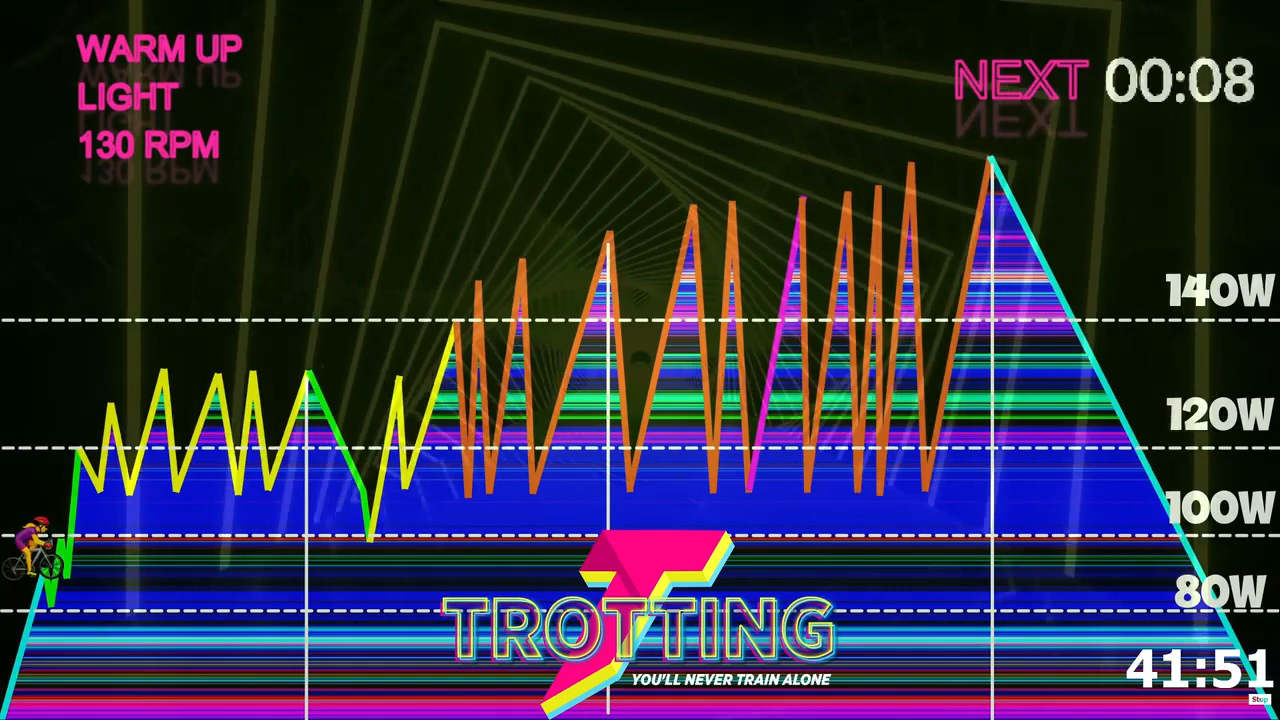 WARM UP
LIGHT
130 RPM
NEXT 00:08
140W
120W
100W
80W
TROTTING
YOU'LL NEVER TRAIN ALONE
41:51
Stop